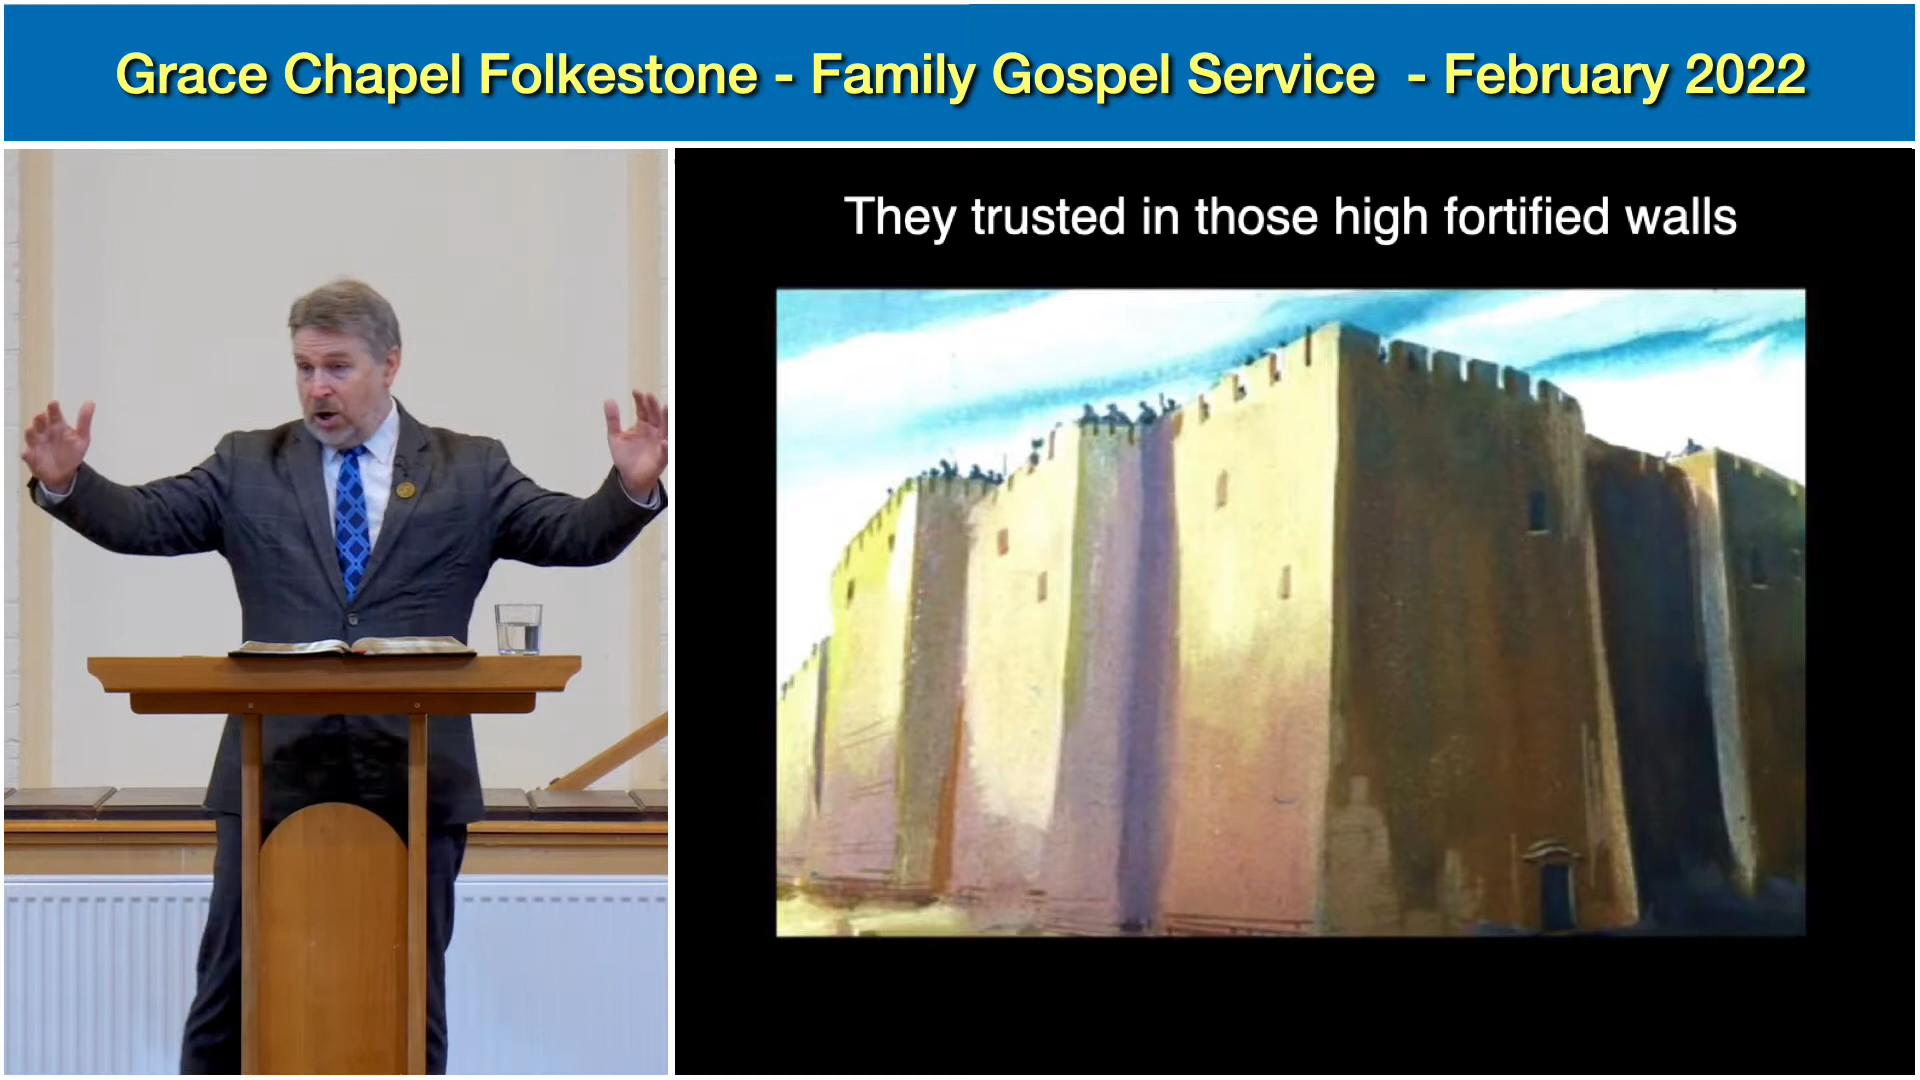 Grace Chapel Folkestone - Family Gospel Service - February 2022
They trusted in those high fortified walls